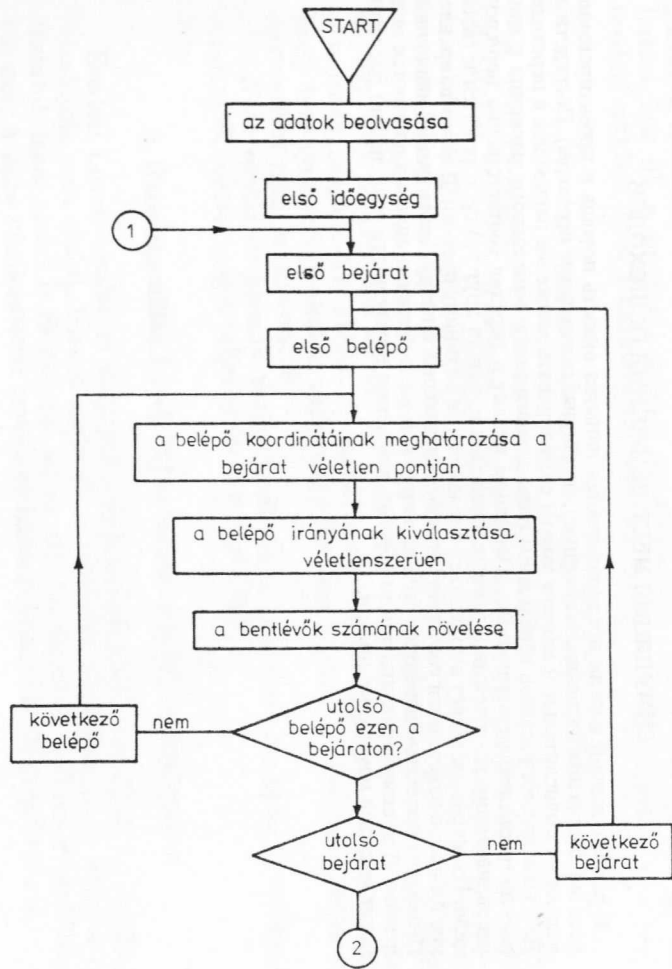 START
az adatok beolvasása
első időegység
1
első bejárat
első belépő
a belépő koordinátáinak meghatározása a
bejárat véletlen pontján
a belépő irányának kiválasztása
véletlenszerüen
a bentlévők számának növelése
utolsó
belépő ezen a
bejáraton?
nem
következő
belépő
utolsó
bejárat
nem
következő
bejárat
2